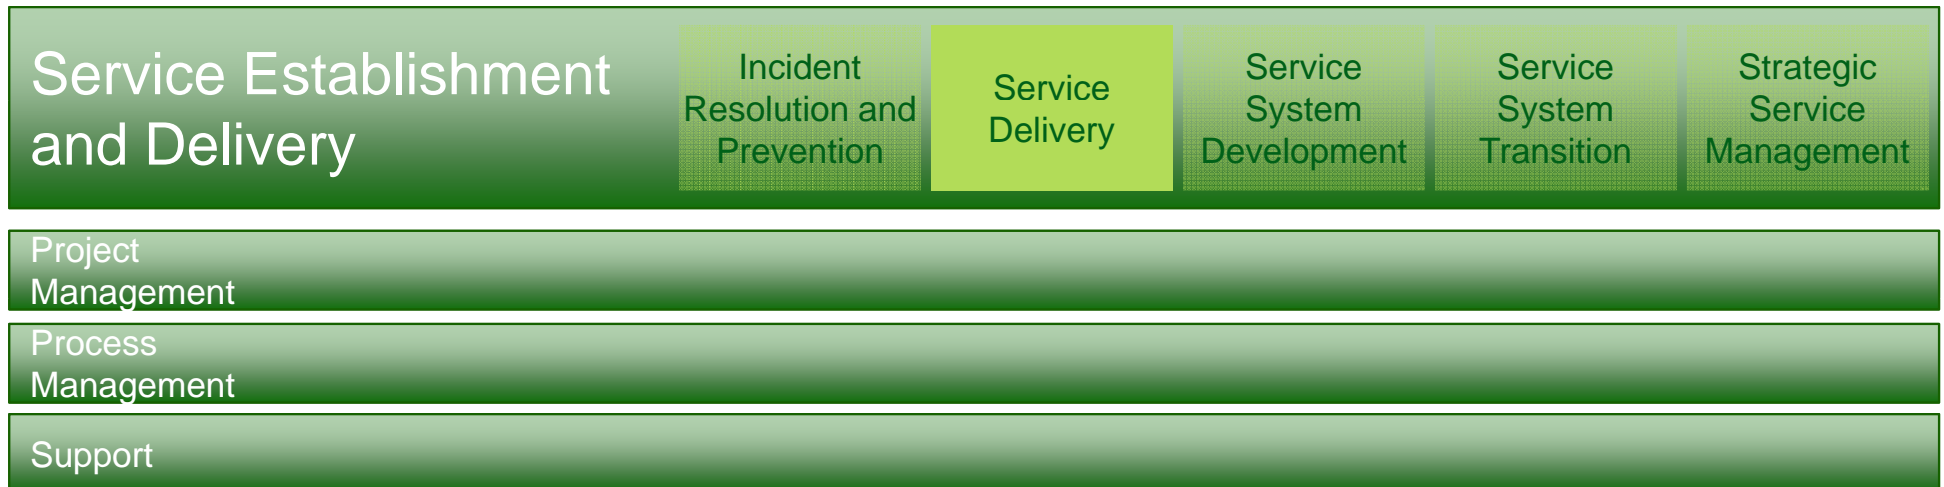 Service Establishment
and Delivery
Incident
Resolution and
Prevention
Service
Delivery
Service
System
Development
Service
System
Transition
Strategic
Service
Management
Project
Management
Process
Management
Support